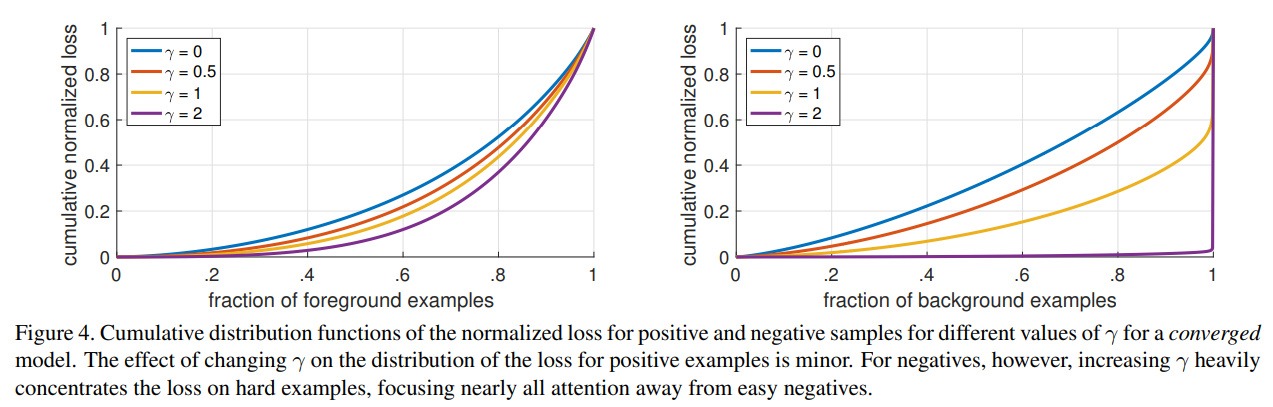 cumulative normalized loss
1
0.8
0.6
0.4
0.2
0
γ = 0
γ = 0.5
γ = 1
γ = 2
0 .2 .4 .6 .8 1
fraction of foreground examples
cumulative normalized loss
1
0.8
0.6
0.4
0.2
0
γ = 0
γ = 0.5
γ = 1
γ = 2
0 .2 .4 .6 .8 1
fraction of background examples
Figure 4. Cumulative distribution functions of the normalized loss for positive and negative samples for different values of γ for a converged
model. The effect of changing γ on the distribution of the loss for positive examples is minor. For negatives, however, increasing γ heavily
concentrates the loss on hard examples, focusing nearly all attention away from easy negatives.